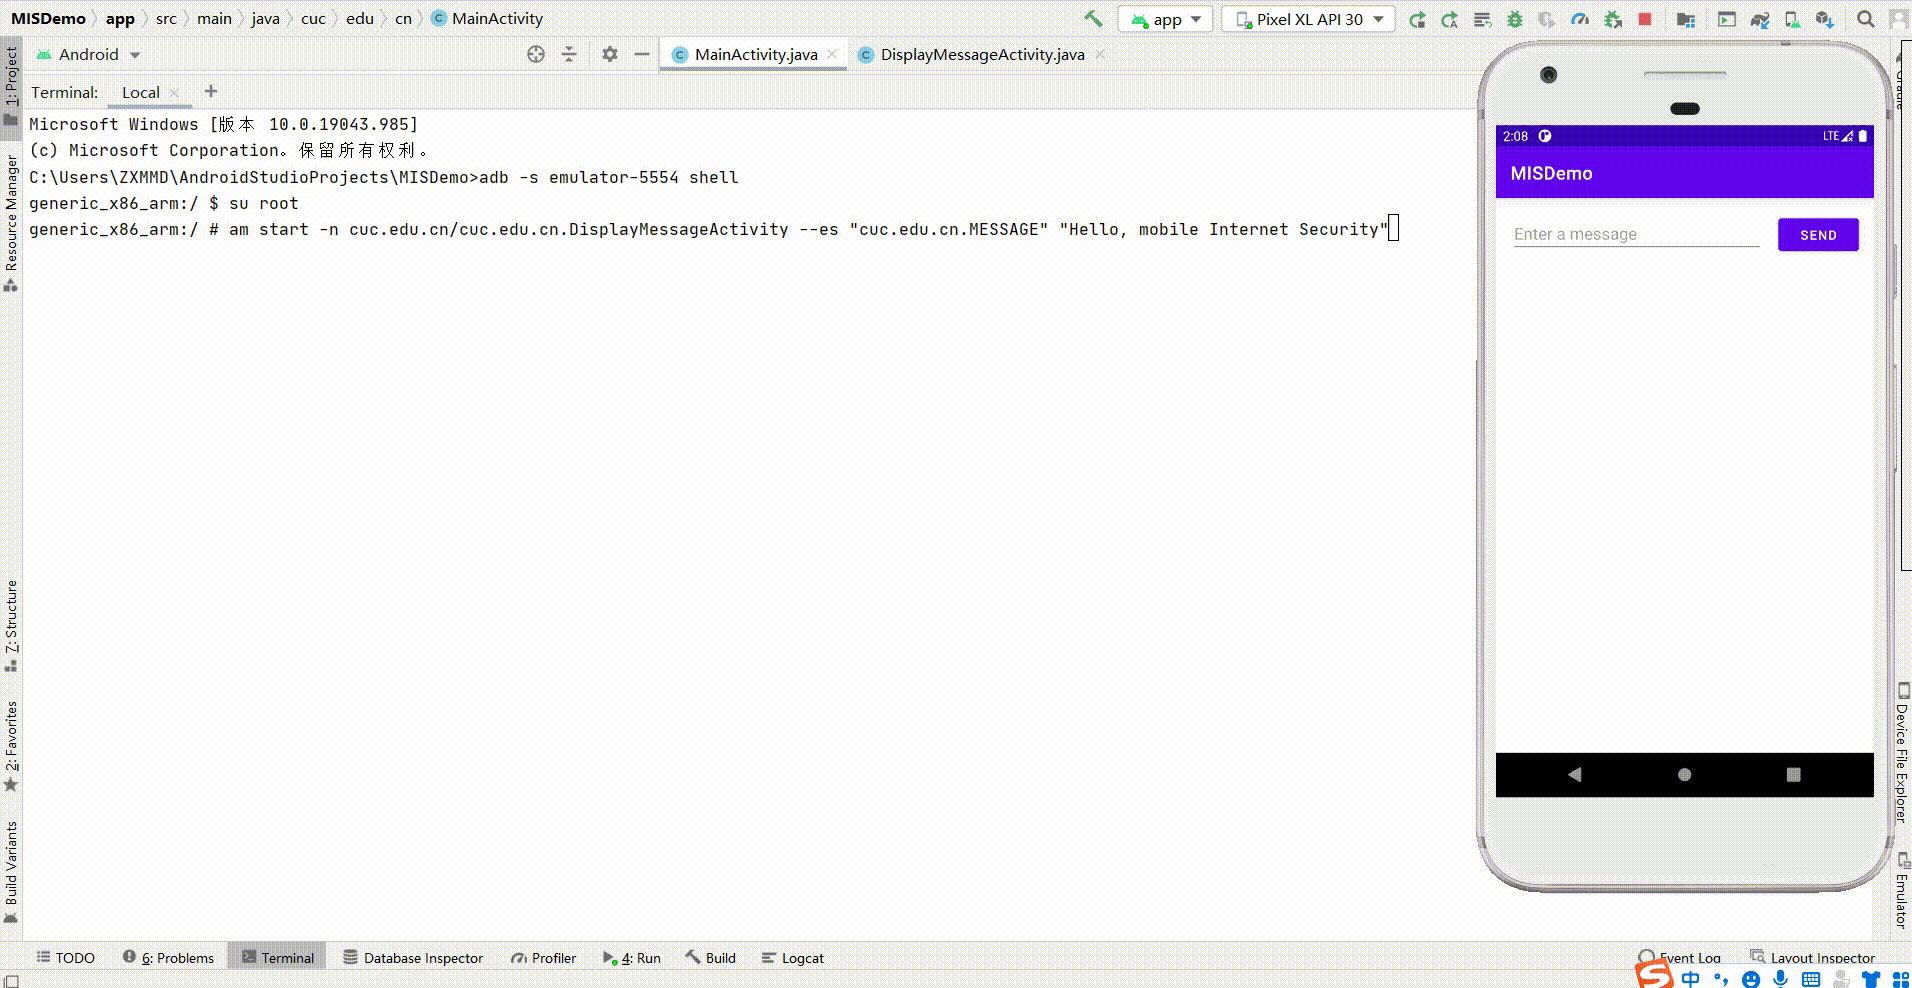 MISDemo app src main java cuc edu cn MainActivity app Pixel XL API 30
Android MainActivity.java DisplayMessageActivity.java
Terminal: Local
Microsoft Windows [版本 10.0.19043.985]
(c) Microsoft Corporation。保留所有权利。
C:\Users\ZXMMD\AndroidStudioProjects\MISDemo>adb -s emulator-5554 shell
generic_x86_arm:/ $ su root
generic_x86_arm:/ # am start -n cuc.edu.cn/cuc.edu.cn.DisplayMessageActivity --es "cuc.edu.cn.MESSAGE" "Hello, mobile Internet Security"
2:08 LTE
MISDemo
Enter a message SEND
1: Project
Resource Manager
7: Structure
2: Favorites
Build Variants
Gradle
Device File Explorer
Emulator
TODO 6: Problems Terminal Database Inspector Profiler 4: Run Build Logcat Event Log Layout Inspector
中